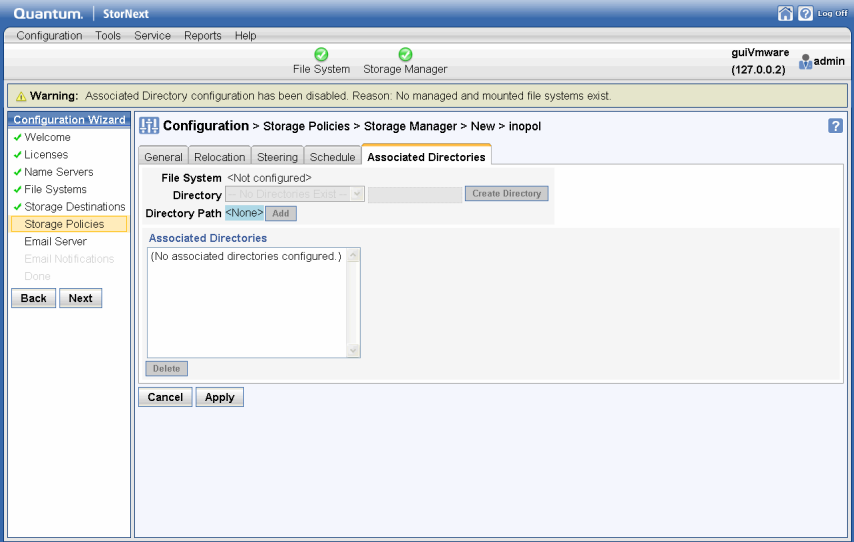 Quantum. StorNext Log Off
Configuration Tools Service Reports Help
File System Storage Manager
guiVmware
(127.0.0.2)
admin
Warning: Associated Directory configuration has been disabled. Reason: No managed and mounted file systems exist.
Configuration Wizard
Welcome
Licenses
Name Servers
File Systems
Storage Destinations
Storage Policies
Email Server
Email Notifications
Done
Back Next
Configuration > Storage Policies > Storage Manager > New > inopol ?
General Relocation Steering Schedule Associated Directories
File System <Not configured>
Directory -- No Directories Exist -- Create Directory
Directory Path <None> Add
Associated Directories
(No associated directories configured.)
Delete
Cancel Apply